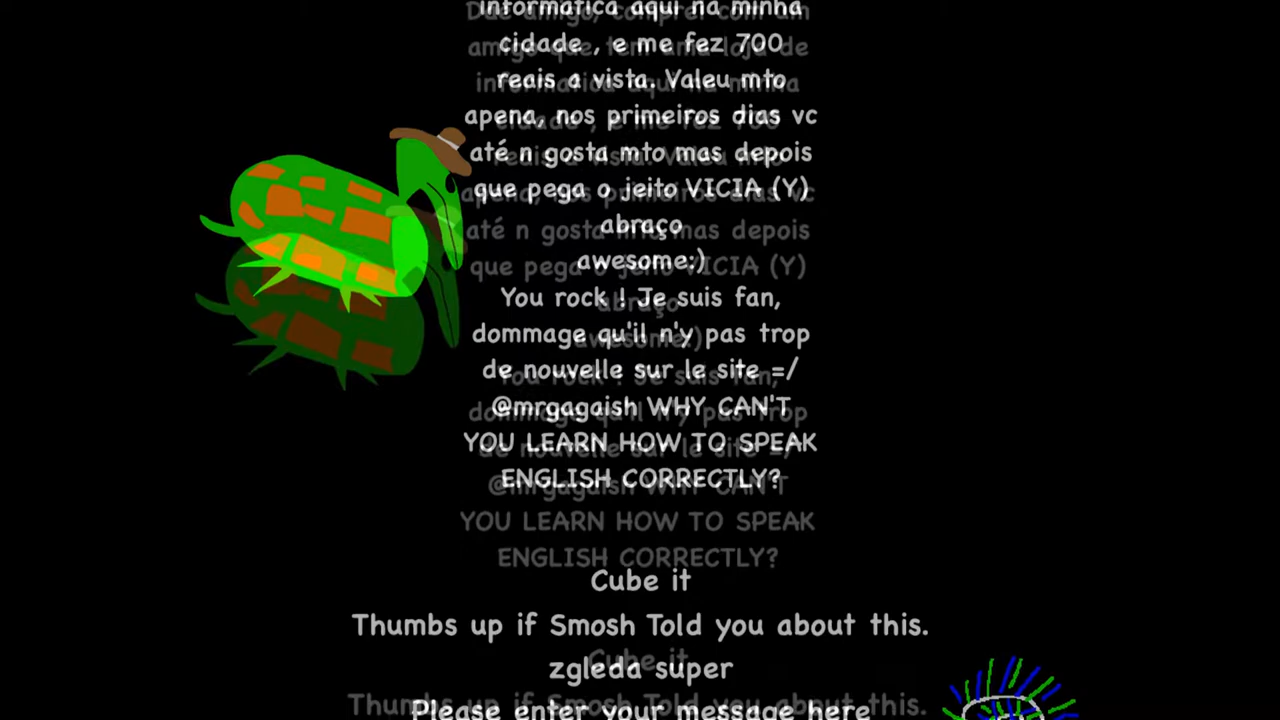 informática aqui na minha
cidade , e me fez 700
reais a vista. Valeu mto
apena, nos primeiros dias vc
até n gosta mto mas depois
que pega o jeito VICIA (Y)
abraço
awesome:)
You rock ! Je suis fan,
dommage qu'il n'y pas trop
de nouvelle sur le site =/
@mrgagaish WHY CAN'T
YOU LEARN HOW TO SPEAK
ENGLISH CORRECTLY?
Cube it
Thumbs up if Smosh Told you about this.
zgleda super
Please enter your message here